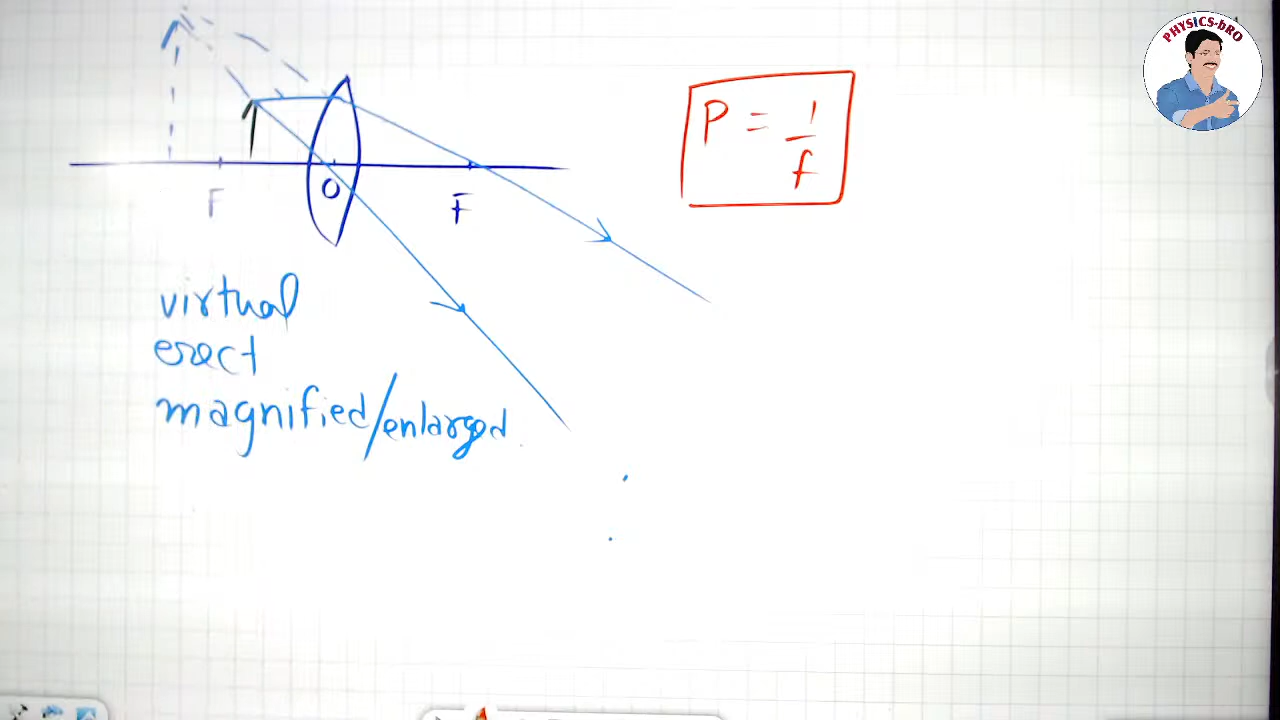 PHYSICS-bRO
P = 1/f
F O F
virtual
erect
magnified/enlarged